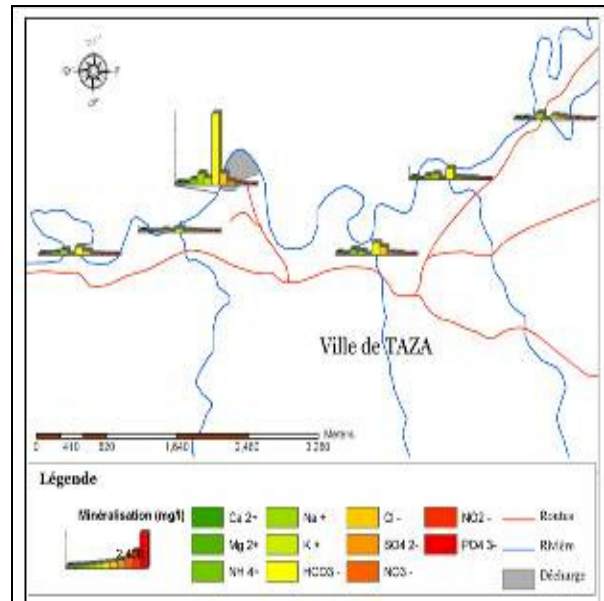 Ville de TAZA
Meters
0 410 820 1,640 2,460 3,280
Légende
Minéralisation (mg/l)
Ca 2+
Mg 2+
NH 4+
Na +
K +
HCO3 -
Cl -
SO4 2-
NO3 -
NO2 -
PO4 3-
Routes
Rivière
Décharge